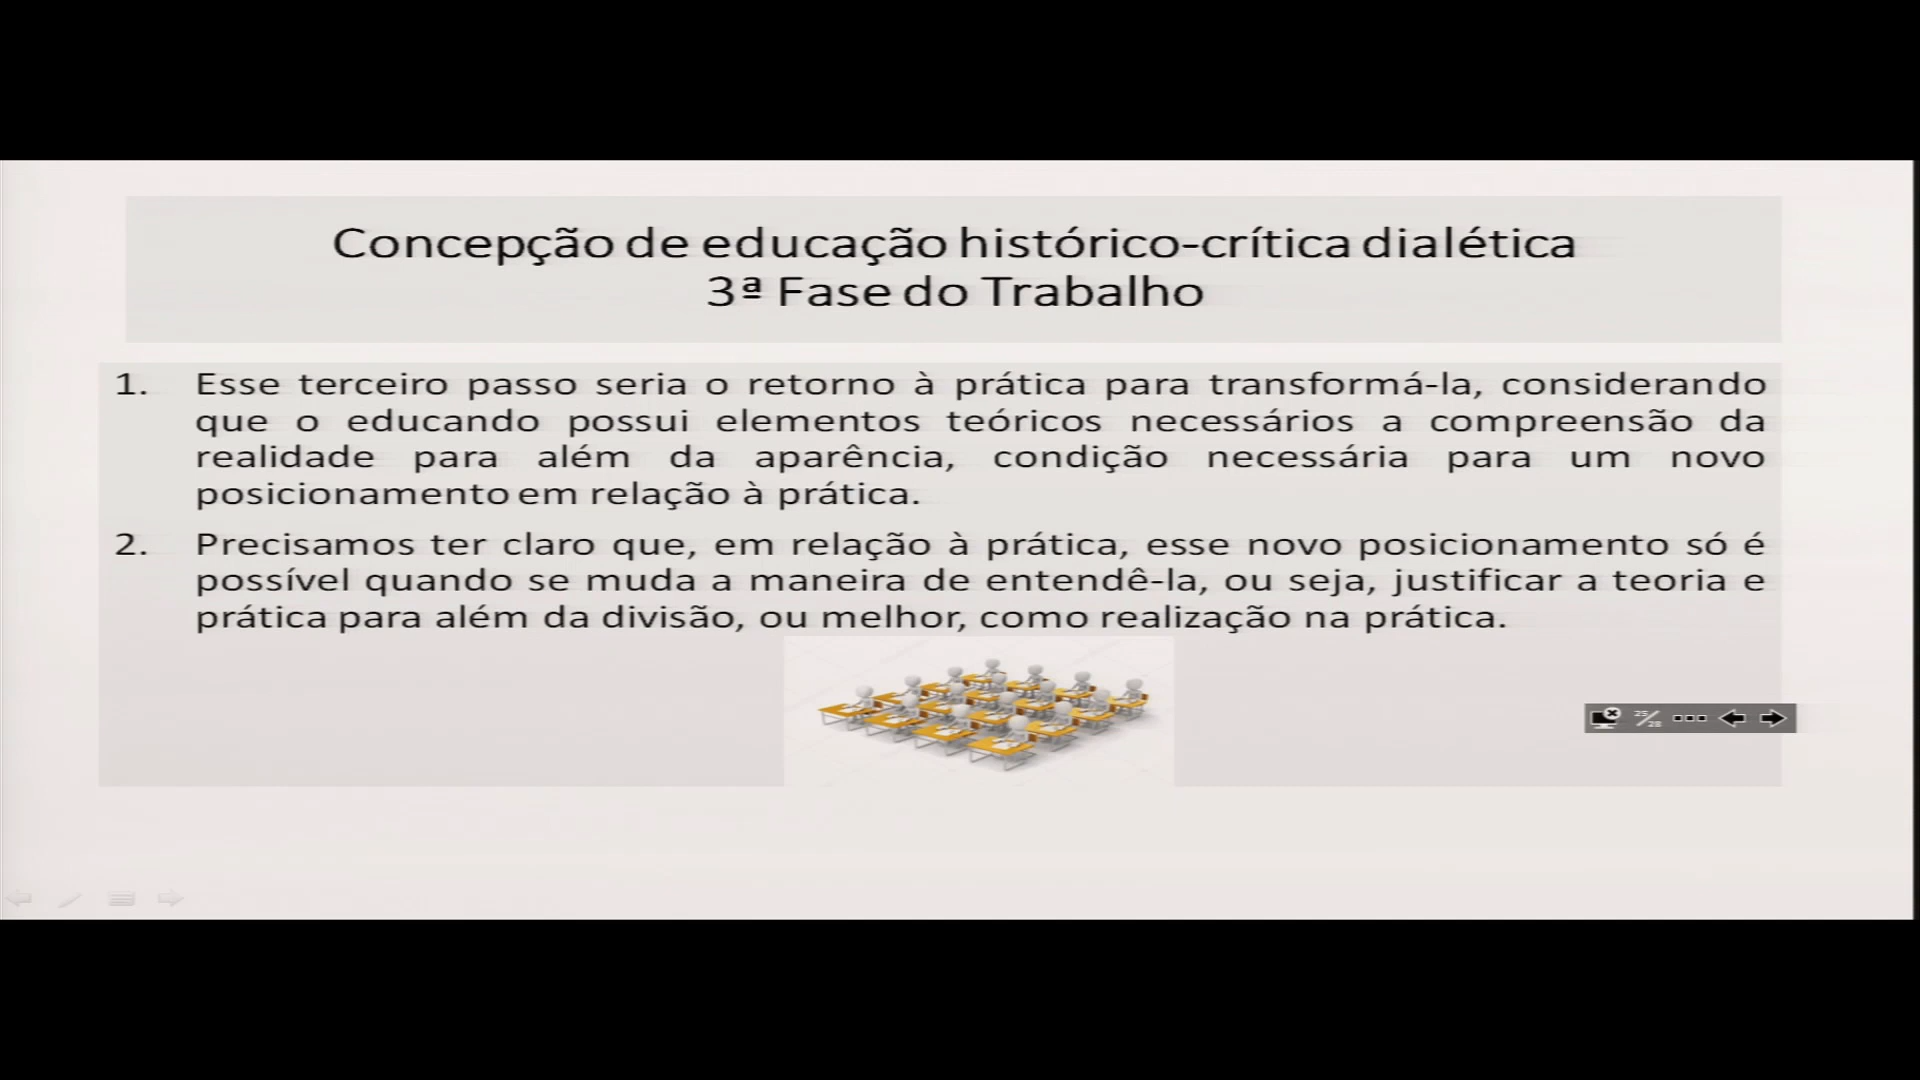 Concepção de educação histórico-crítica dialética
3ª Fase do Trabalho
1. Esse terceiro passo seria o retorno à prática para transformá-la, considerando
que o educando possui elementos teóricos necessários a compreensão da
realidade para além da aparência, condição necessária para um novo
posicionamento em relação à prática.
2. Precisamos ter claro que, em relação à prática, esse novo posicionamento só é
possível quando se muda a maneira de entendê-la, ou seja, justificar a teoria e
prática para além da divisão, ou melhor, como realização na prática.
25/28